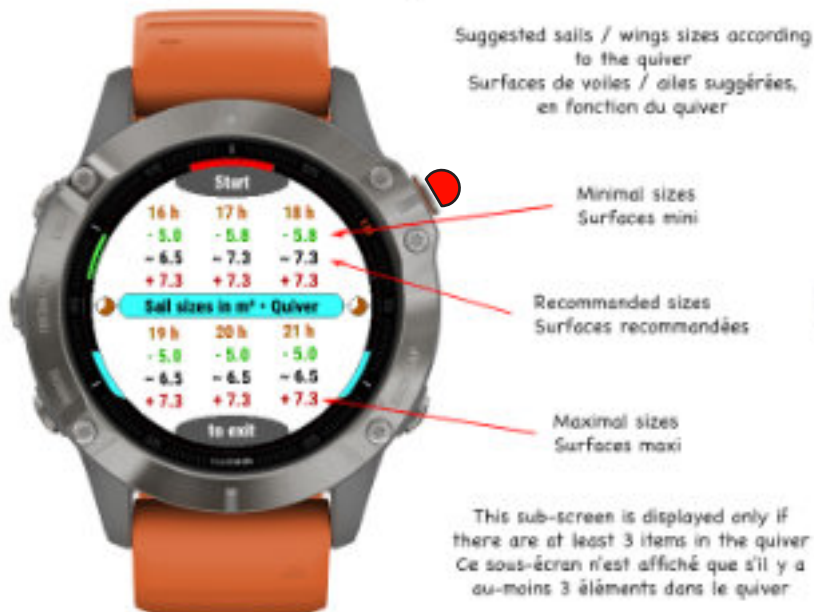 Suggested sails / wings sizes according
to the quiver
Surfaces de voiles / ailes suggérées,
en fonction du quiver
Start
16 h 17 h 18 h
- 5.0 - 5.8 - 5.8
~ 6.5 ~ 7.3 ~ 7.3
+ 7.3 + 7.3 + 7.3
Sail sizes in m² • Quiver
19 h 20 h 21 h
- 5.0 - 5.0 - 5.0
~ 6.5 ~ 6.5 ~ 6.5
+ 7.3 + 7.3 + 7.3
to exit
Minimal sizes
Surfaces mini
Recommanded sizes
Surfaces recommandées
Maximal sizes
Surfaces maxi
This sub-screen is displayed only if
there are at least 3 items in the quiver
Ce sous-écran n'est affiché que s'il y a
au-moins 3 éléments dans le quiver